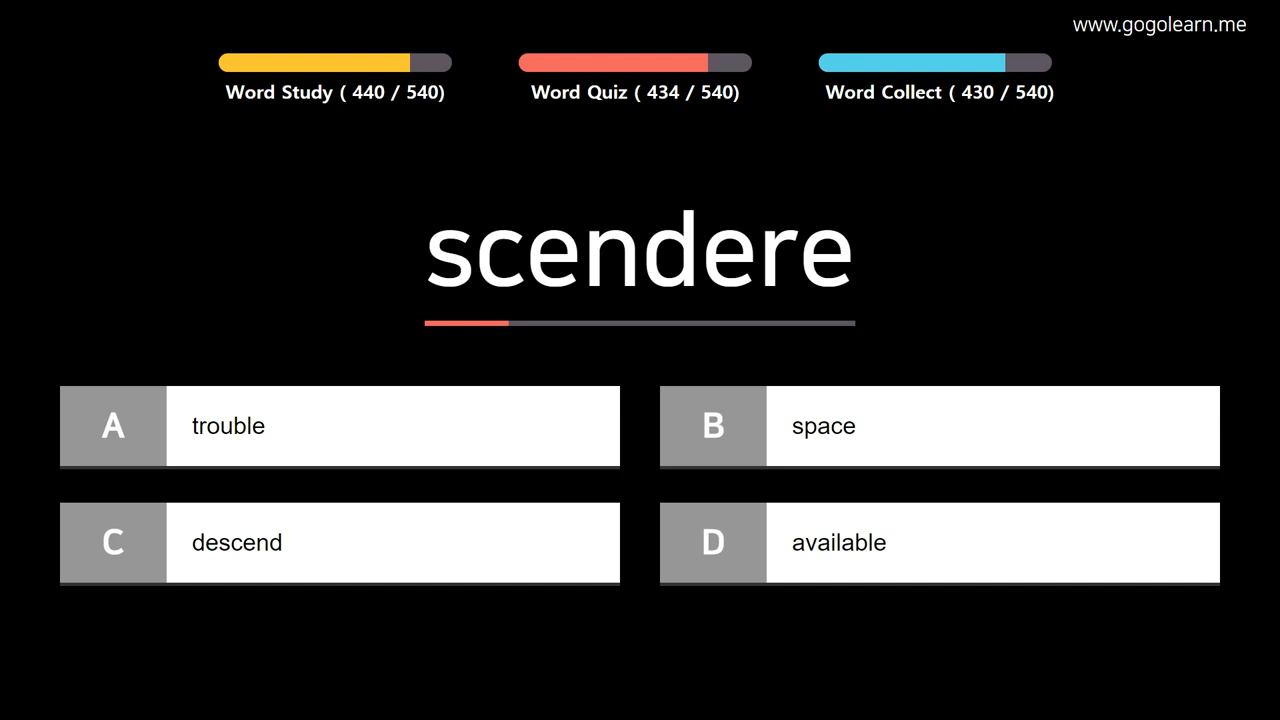 www.gogolearn.me
Word Study ( 440 / 540)
Word Quiz ( 434 / 540)
Word Collect ( 430 / 540)
scendere
A trouble
B space
C descend
D available